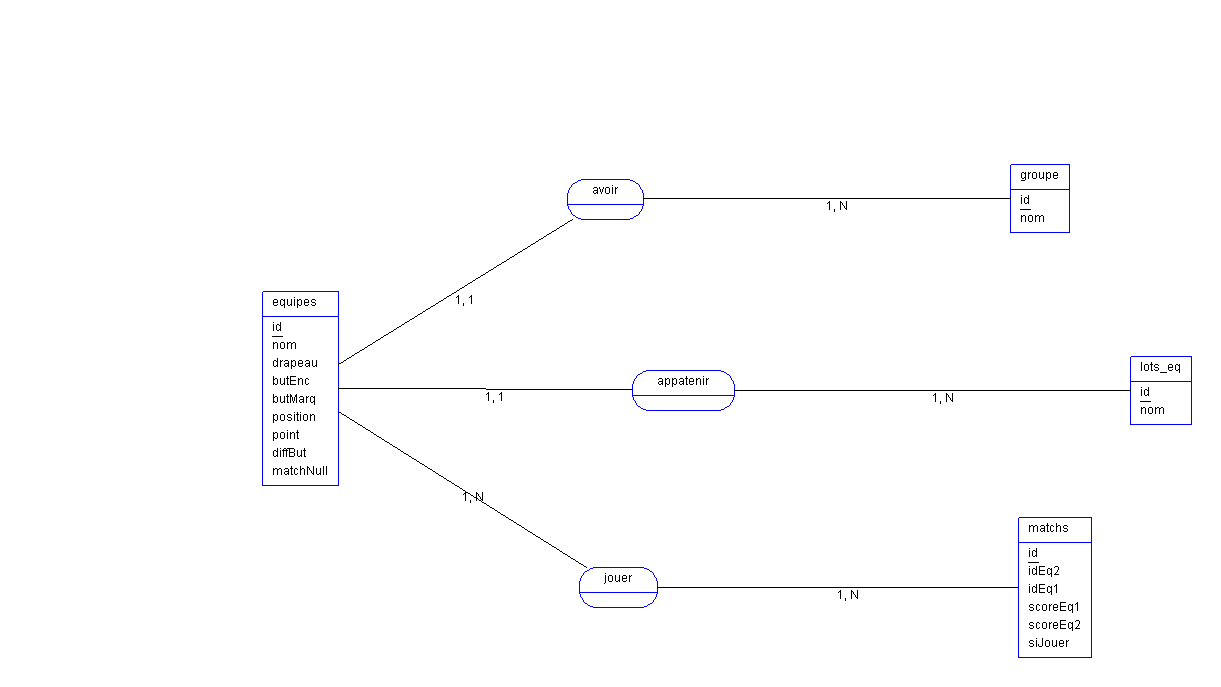 avoir
groupe
id
nom
1, N
1, 1
equipes
id
nom
drapeau
butEnc
butMarq
position
point
diffBut
matchNull
appatenir
1, 1
1, N
lots_eq
id
nom
1, N
jouer
1, N
matchs
id
idEq2
idEq1
scoreEq1
scoreEq2
siJouer